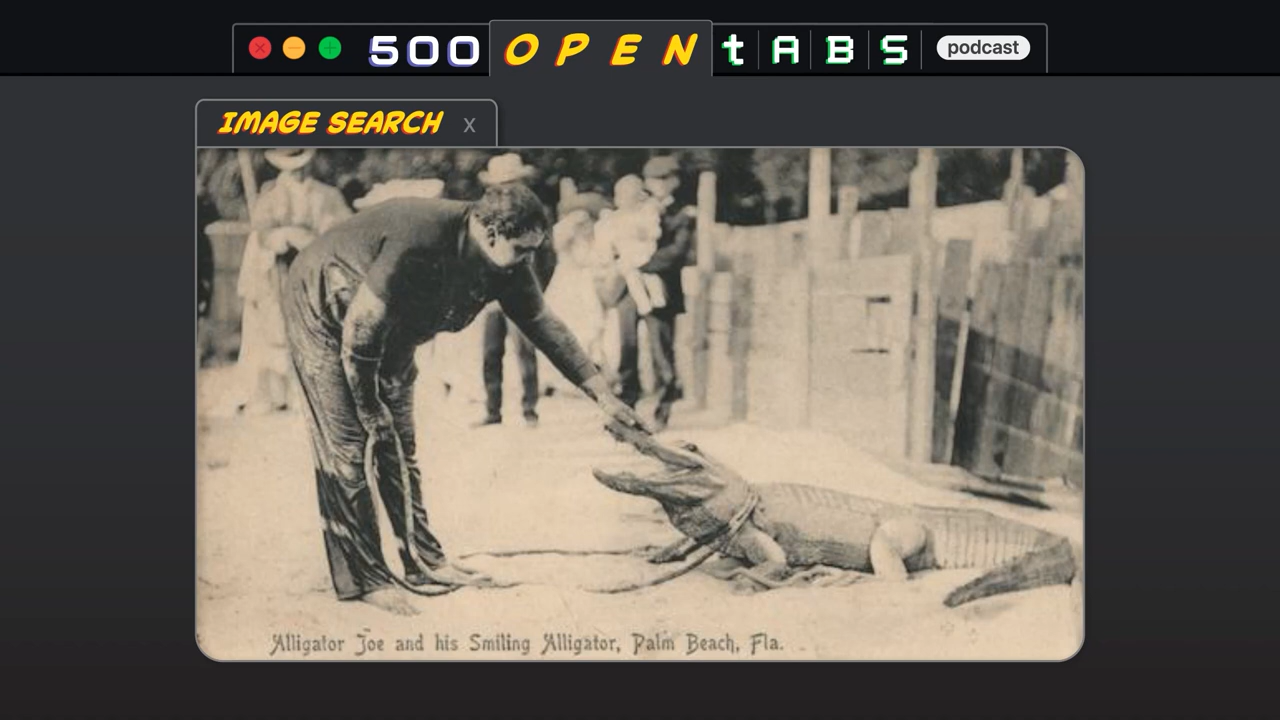 500 OPEN tABS podcast
IMAGE SEARCH x
Alligator Joe and his Smiling Alligator, Palm Beach, Fla.